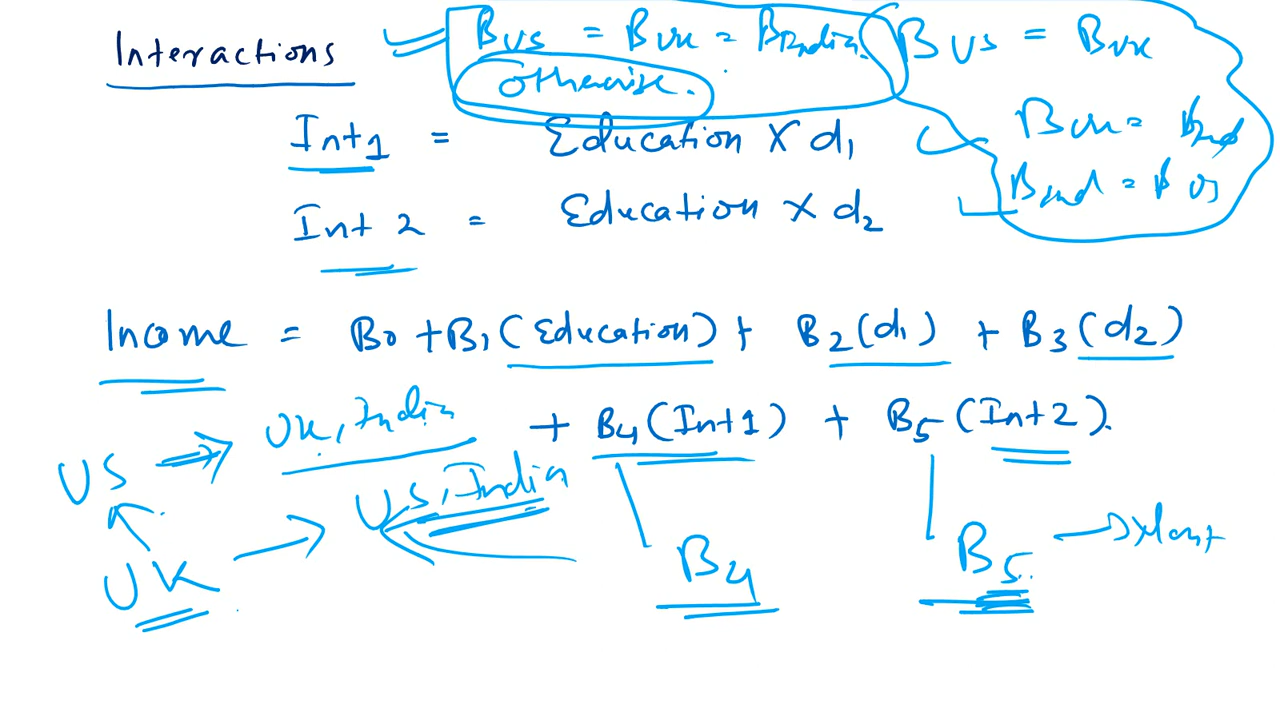 Interactions
BUS = BUK = BIndia
otherwise.
BUS = BUK
BUK = BInd
BInd = BUS
Int1 = Education X d1
Int 2 = Education X d2
Income = B0 + B1 (Education) + B2 (d1) + B3 (d2)
+ B4 (Int1) + B5 (Int2).
US → UK, India
UK → US, India
B4
B5 →